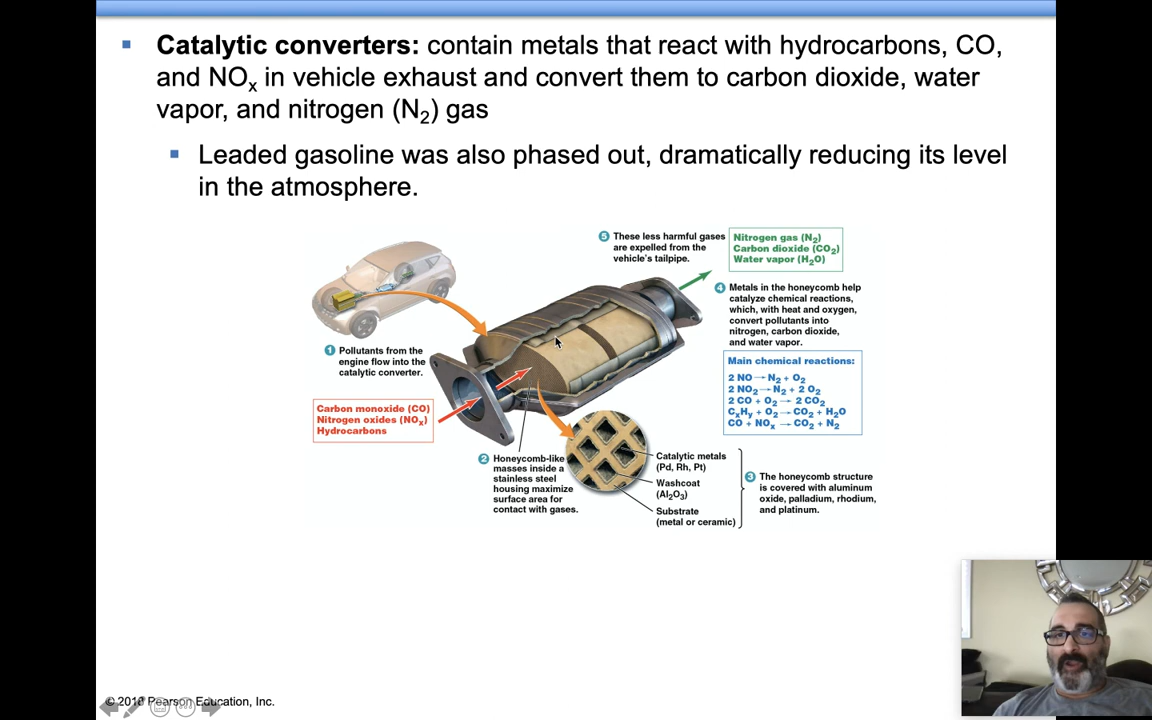 Catalytic converters: contain metals that react with hydrocarbons, CO,
and NOₓ in vehicle exhaust and convert them to carbon dioxide, water
vapor, and nitrogen (N₂) gas
Leaded gasoline was also phased out, dramatically reducing its level
in the atmosphere.
1 Pollutants from the
engine flow into the
catalytic converter.
Carbon monoxide (CO)
Nitrogen oxides (NOₓ)
Hydrocarbons
2 Honeycomb-like
masses inside a
stainless steel
housing maximize
surface area for
contact with gases.
Catalytic metals
(Pd, Rh, Pt)
Washcoat
(Al₂O₃)
Substrate
(metal or ceramic)
3 The honeycomb structure
is covered with aluminum
oxide, palladium, rhodium,
and platinum.
4 Metals in the honeycomb help
catalyze chemical reactions,
which, with heat and oxygen,
convert pollutants into
nitrogen, carbon dioxide,
and water vapor.
Main chemical reactions:
2 NO → N₂ + O₂
2 NO₂ → N₂ + 2 O₂
2 CO + O₂ → 2 CO₂
CₓHᵧ + O₂ → CO₂ + H₂O
CO + NOₓ → CO₂ + N₂
5 These less harmful gases
are expelled from the
vehicle's tailpipe.
Nitrogen gas (N₂)
Carbon dioxide (CO₂)
Water vapor (H₂O)
© 2018 Pearson Education, Inc.